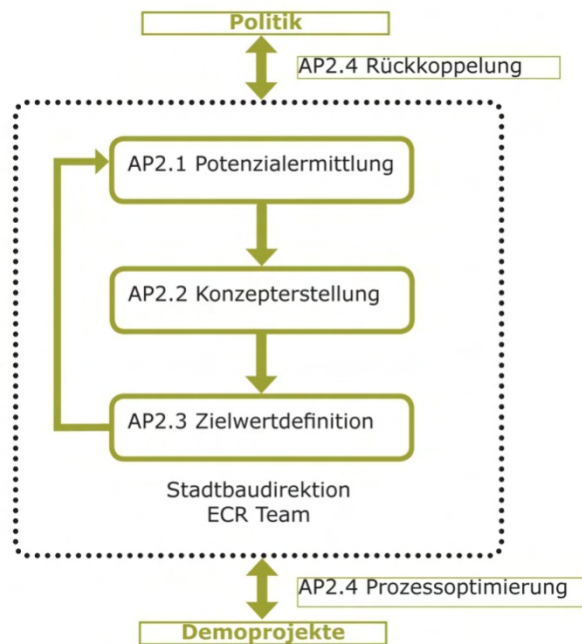 Politik
AP2.4 Rückkoppelung
AP2.1 Potenzialermittlung
AP2.2 Konzepterstellung
AP2.3 Zielwertdefinition
Stadtbaudirektion
ECR Team
AP2.4 Prozessoptimierung
Demoprojekte